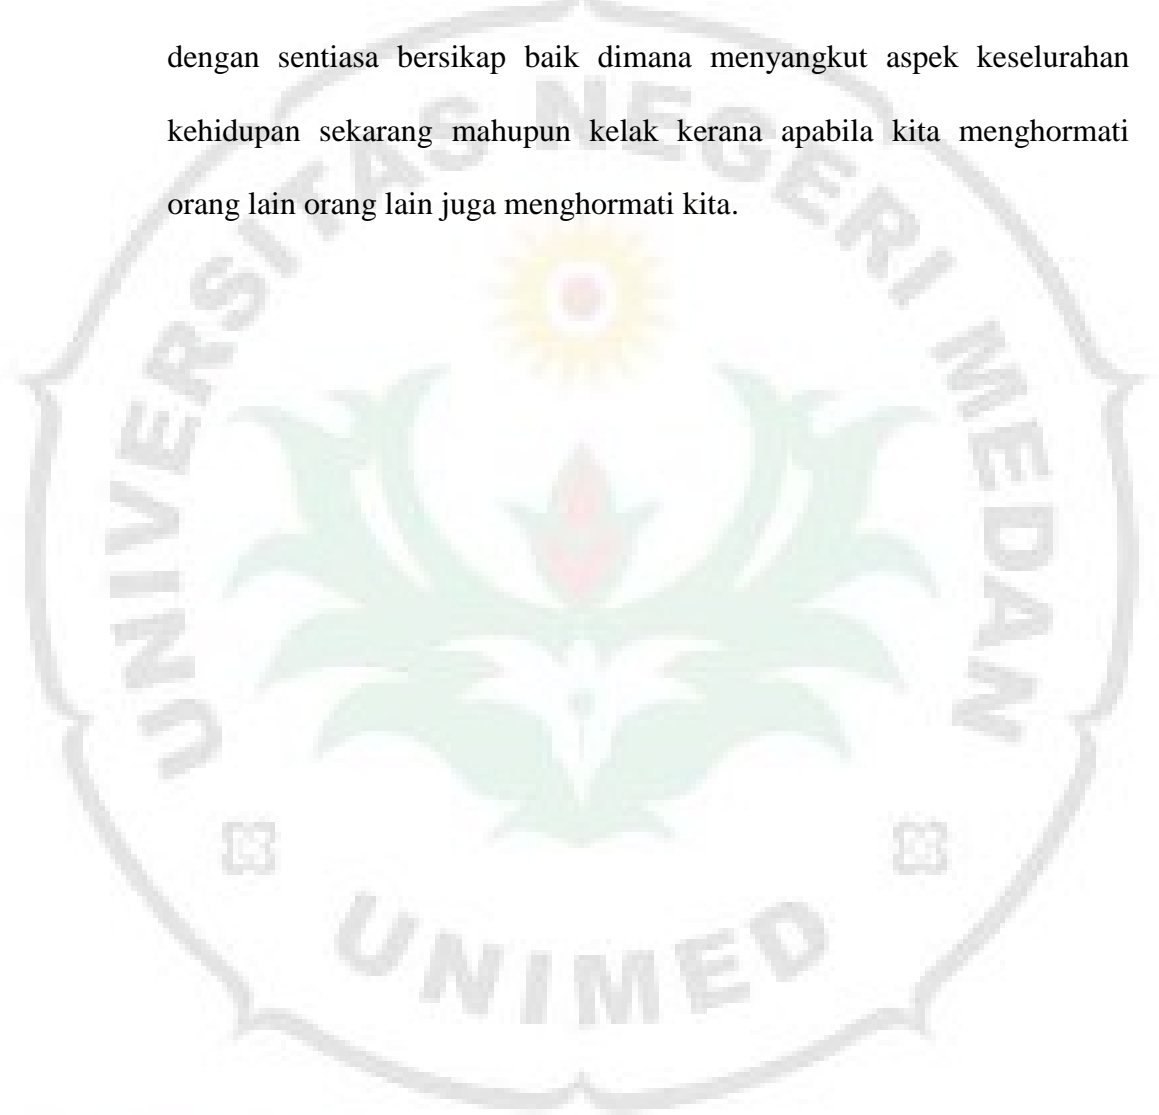 dengan sentiasa bersikap baik dimana menyangkut aspek keselurahan
kehidupan sekarang mahupun kelak kerana apabila kita menghormati
orang lain orang lain juga menghormati kita.
UNIVERSITAS NEGERI MEDAN
UNIMED